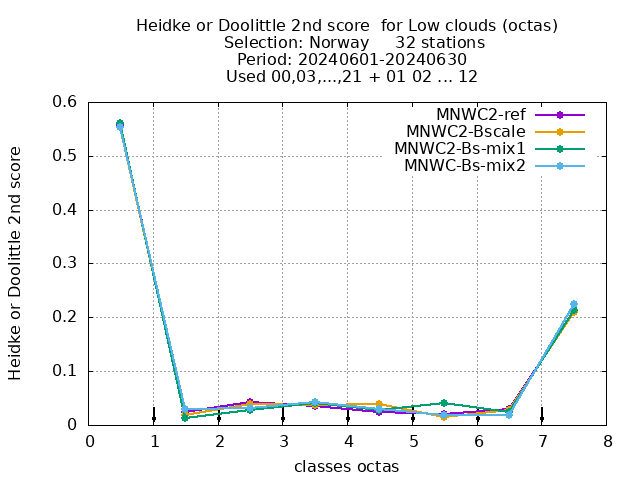 Heidke or Doolittle 2nd score  for Low clouds (octas)
Selection: Norway     32 stations
Period: 20240601-20240630
Used 00,03,...,21 + 01 02 ... 12
MNWC2-ref
MNWC2-Bscale
MNWC2-Bs-mix1
MNWC-Bs-mix2
Heidke or Doolittle 2nd score
0.6
0.5
0.4
0.3
0.2
0.1
0
0 1 2 3 4 5 6 7 8
classes octas